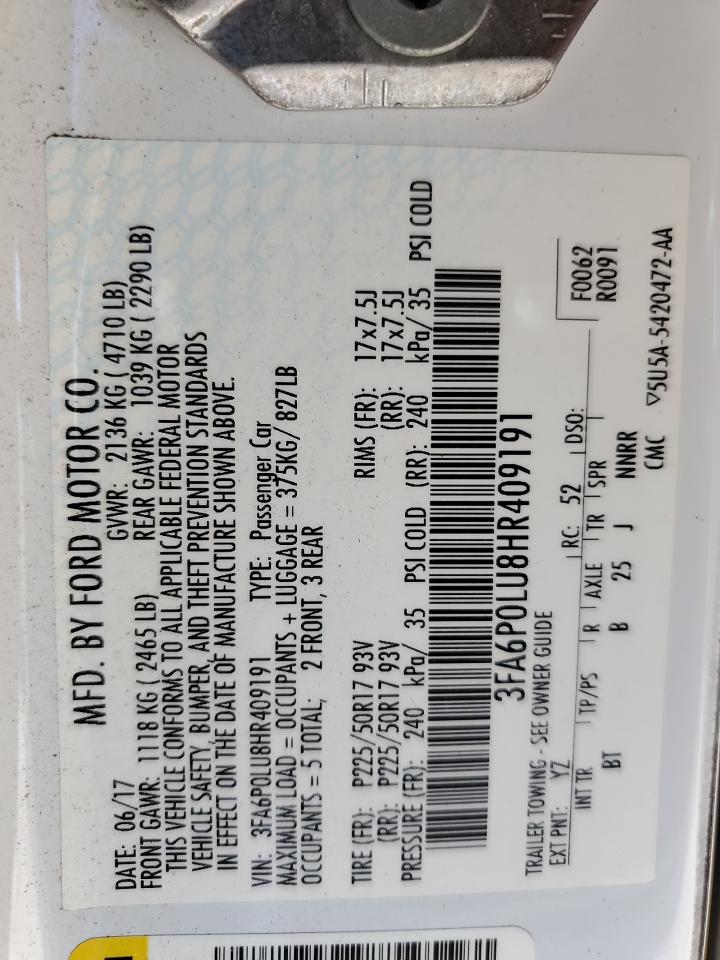 MFD. BY FORD MOTOR CO.
DATE: 06/17 GVWR: 2136 KG ( 4710 LB)
FRONT GAWR: 1118 KG ( 2465 LB) REAR GAWR: 1039 KG ( 2290 LB)
THIS VEHICLE CONFORMS TO ALL APPLICABLE FEDERAL MOTOR
VEHICLE SAFETY, BUMPER, AND THEFT PREVENTION STANDARDS
IN EFFECT ON THE DATE OF MANUFACTURE SHOWN ABOVE.
VIN: 3FA6P0LU8HR409191 TYPE: Passenger Car
MAXIMUM LOAD = OCCUPANTS + LUGGAGE = 375KG/ 827LB
OCCUPANTS = 5 TOTAL; 2 FRONT, 3 REAR
TIRE (FR): P225/50R17 93V RIMS (FR): 17x7.5J
(RR): P225/50R17 93V (RR): 17x7.5J
PRESSURE (FR): 240 kPa/ 35 PSI COLD (RR): 240 kPa/ 35 PSI COLD
3FA6P0LU8HR409191
TRAILER TOWING - SEE OWNER GUIDE
EXT PNT: YZ RC: 52 DSO: F0062
R0091
INT TR TP/PS R AXLE TR SPR
BT B 25 J NNRR
CMC ▽5U5A-5420472-AA